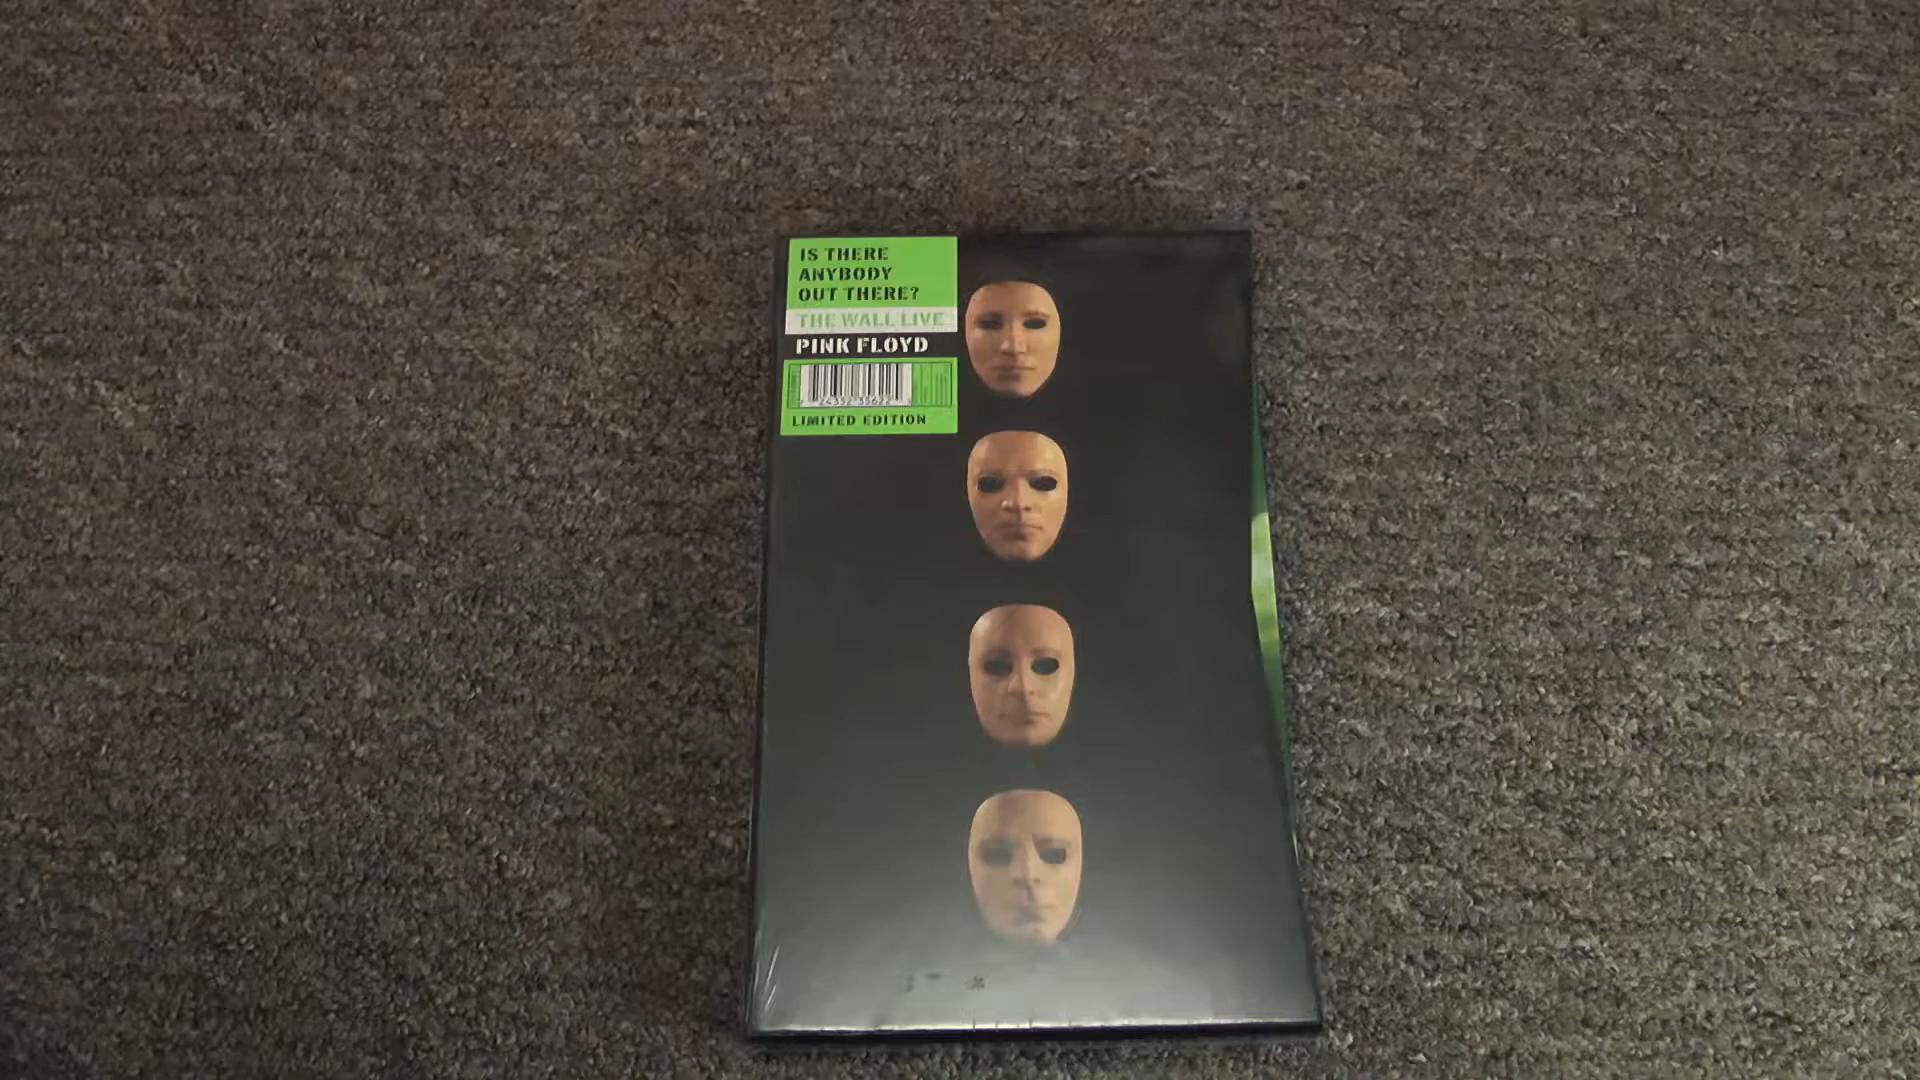 IS THERE
ANYBODY
OUT THERE?
THE WALL LIVE
PINK FLOYD
LIMITED EDITION